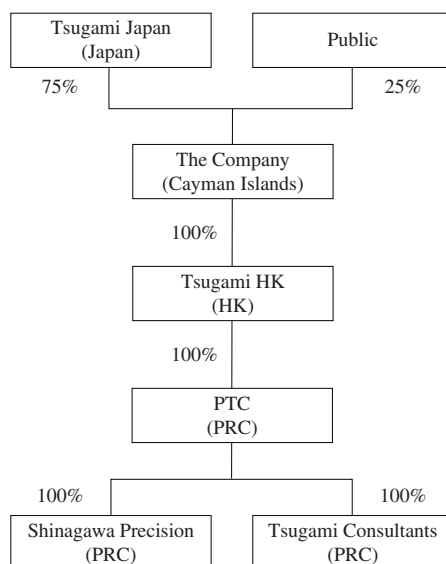 Tsugami Japan
(Japan)
Public
75%
25%
The Company
(Cayman Islands)
100%
Tsugami HK
(HK)
100%
PTC
(PRC)
100%
100%
Shinagawa Precision
(PRC)
Tsugami Consultants
(PRC)